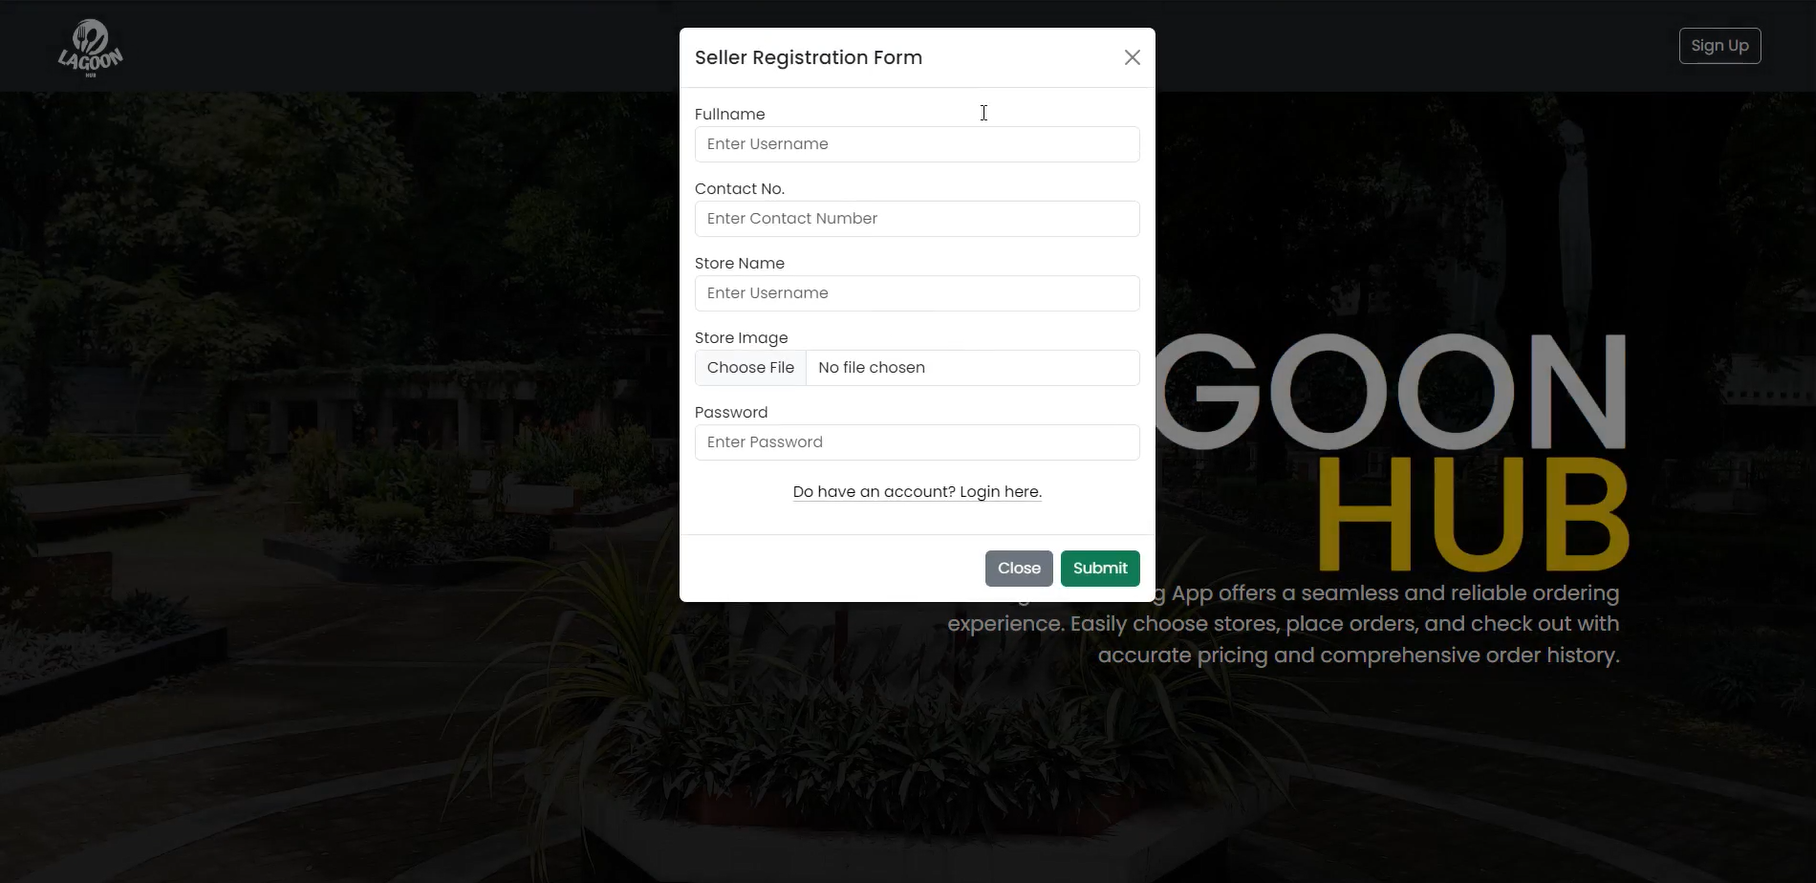 LAGOON
HUB
Sign Up
Seller Registration Form
Fullname
Enter Username
Contact No.
Enter Contact Number
Store Name
Enter Username
Store Image
Choose File No file chosen
Password
Enter Password
Do have an account? Login here.
Close Submit
GOON
HUB
g App offers a seamless and reliable ordering
experience. Easily choose stores, place orders, and check out with
accurate pricing and comprehensive order history.